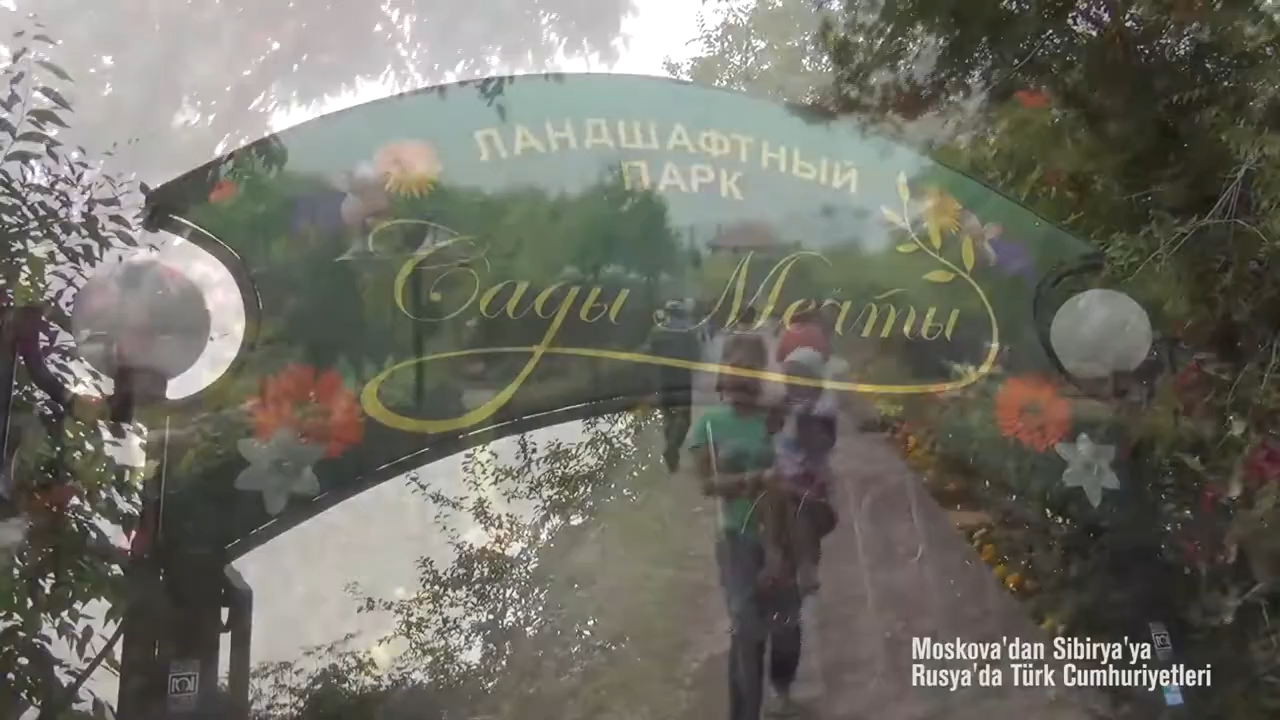 ЛАНДШАФТНЫЙ
ПАРК
Сады Мечты
Moskova'dan Sibirya'ya
Rusya'da Türk Cumhuriyetleri